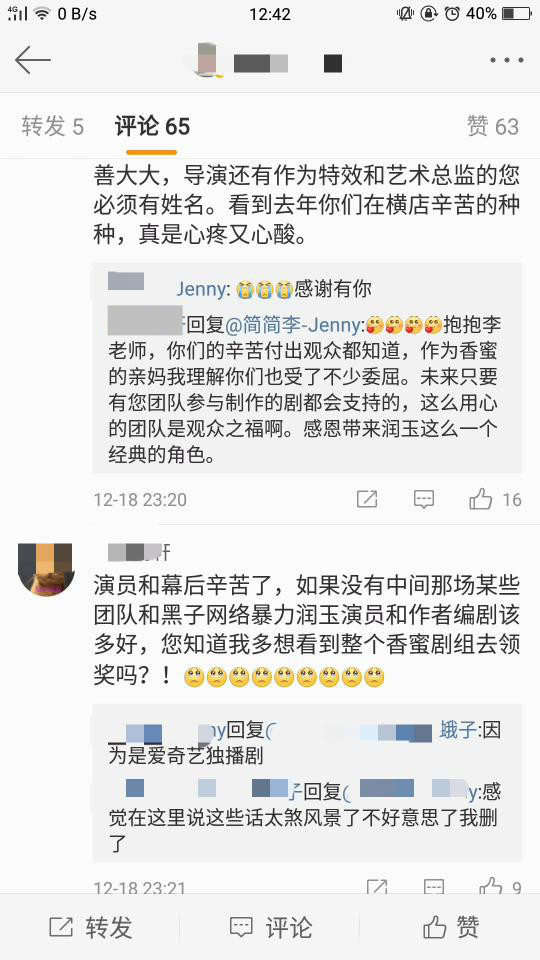 4G 0 B/s 12:42 40%
转发 5 评论 65 赞 63
善大大，导演还有作为特效和艺术总监的您
必须有姓名。看到去年你们在横店辛苦的种
种，真是心疼又心酸。
Jenny: 😭😭😭感谢有你
回复@简简李-Jenny:🥰🥰🥰🥰抱抱李
老师，你们的辛苦付出观众都知道，作为香蜜
的亲妈我理解你们也受了不少委屈。未来只要
有您团队参与制作的剧都会支持的，这么用心
的团队是观众之福啊。感恩带来润玉这么一个
经典的角色。
12-18 23:20 16
轩
演员和幕后辛苦了，如果没有中间那场某些
团队和黑子网络暴力润玉演员和作者编剧该
多好，您知道我多想看到整个香蜜剧组去领
奖吗？！🙁🙁🙁🙁🙁🙁🙁🙁🙁
ny回复 蛾子:因
为是爱奇艺独播剧
子回复 y:感
觉在这里说这些话太煞风景了不好意思了我删
了
12-18 23:21 9
转发 评论 赞